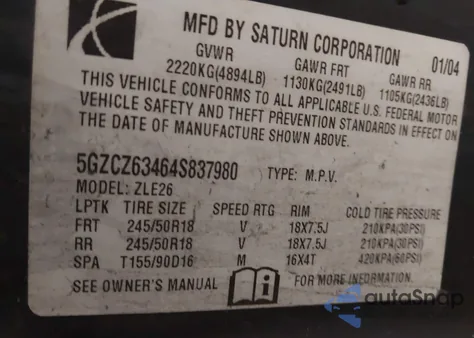 MFD BY SATURN CORPORATION 01/04
GVWR GAWR FRT GAWR RR
2220KG(4894LB) 1130KG(2491LB) 1105KG(2436LB)
THIS VEHICLE CONFORMS TO ALL APPLICABLE U.S. FEDERAL MOTOR
VEHICLE SAFETY AND THEFT PREVENTION STANDARDS IN EFFECT ON
THE DATE OF MANUFACTURE SHOWN ABOVE.
5GZCZ63464S837980 TYPE: M.P.V.
MODEL: ZLE26
LPTK TIRE SIZE SPEED RTG RIM COLD TIRE PRESSURE
FRT 245/50R18 V 18X7.5J 210KPA(30PSI)
RR 245/50R18 V 18X7.5J 210KPA(30PSI)
SPA T155/90D16 M 16X4T 420KPA(60PSI)
SEE OWNER'S MANUAL FOR MORE INFORMATION.
autoSnap